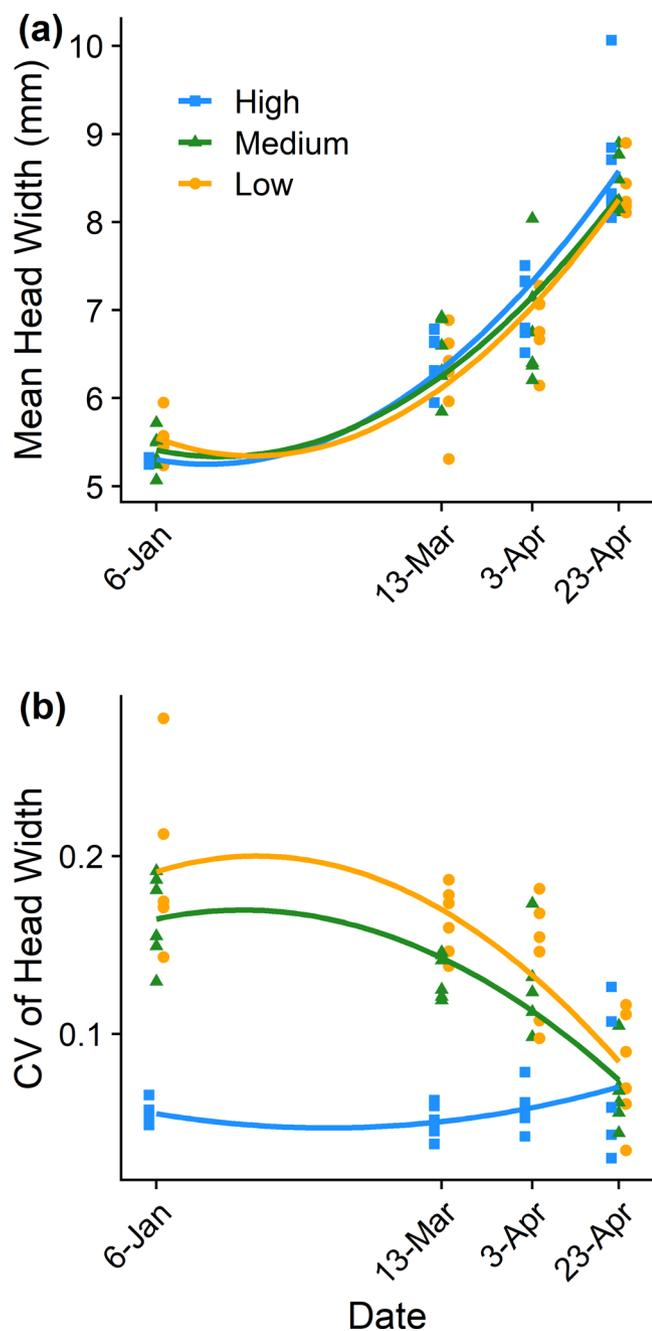 (a)
Mean Head Width (mm)
10
9
8
7
6
5
High
Medium
Low
6-Jan
13-Mar
3-Apr
23-Apr
(b)
CV of Head Width
0.2
0.1
6-Jan
13-Mar
3-Apr
23-Apr
Date